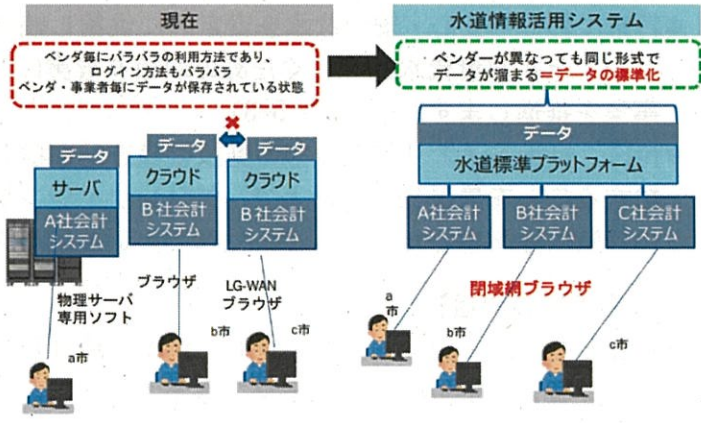 現在
ベンダ毎にバラバラの利用方法であり、
ログイン方法もバラバラ
ベンダ・事業者毎にデータが保存されている状態
データ
サーバ
A社会計
システム
データ
クラウド
B社会計
システム
データ
クラウド
B社会計
システム
物理サーバ
専用ソフト
ブラウザ
LG-WAN
ブラウザ
a市
b市
c市
水道情報活用システム
ベンダーが異なっても同じ形式で
データが溜まる=データの標準化
データ
水道標準プラットフォーム
A社会計
システム
B社会計
システム
C社会計
システム
閉域網ブラウザ
a
市
b市
c市